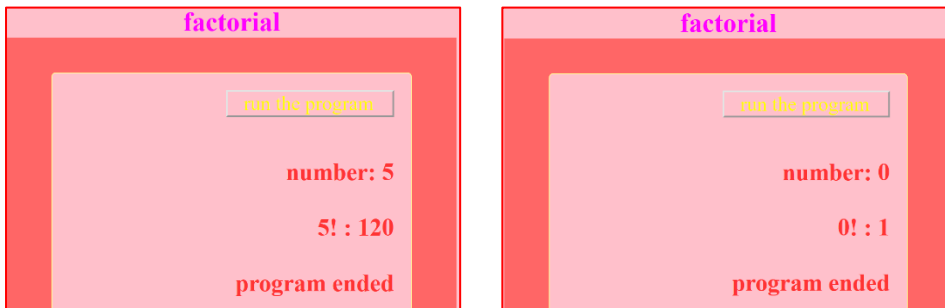 factorial
run the program
number: 5
5! : 120
program ended
factorial
run the program
number: 0
0! : 1
program ended